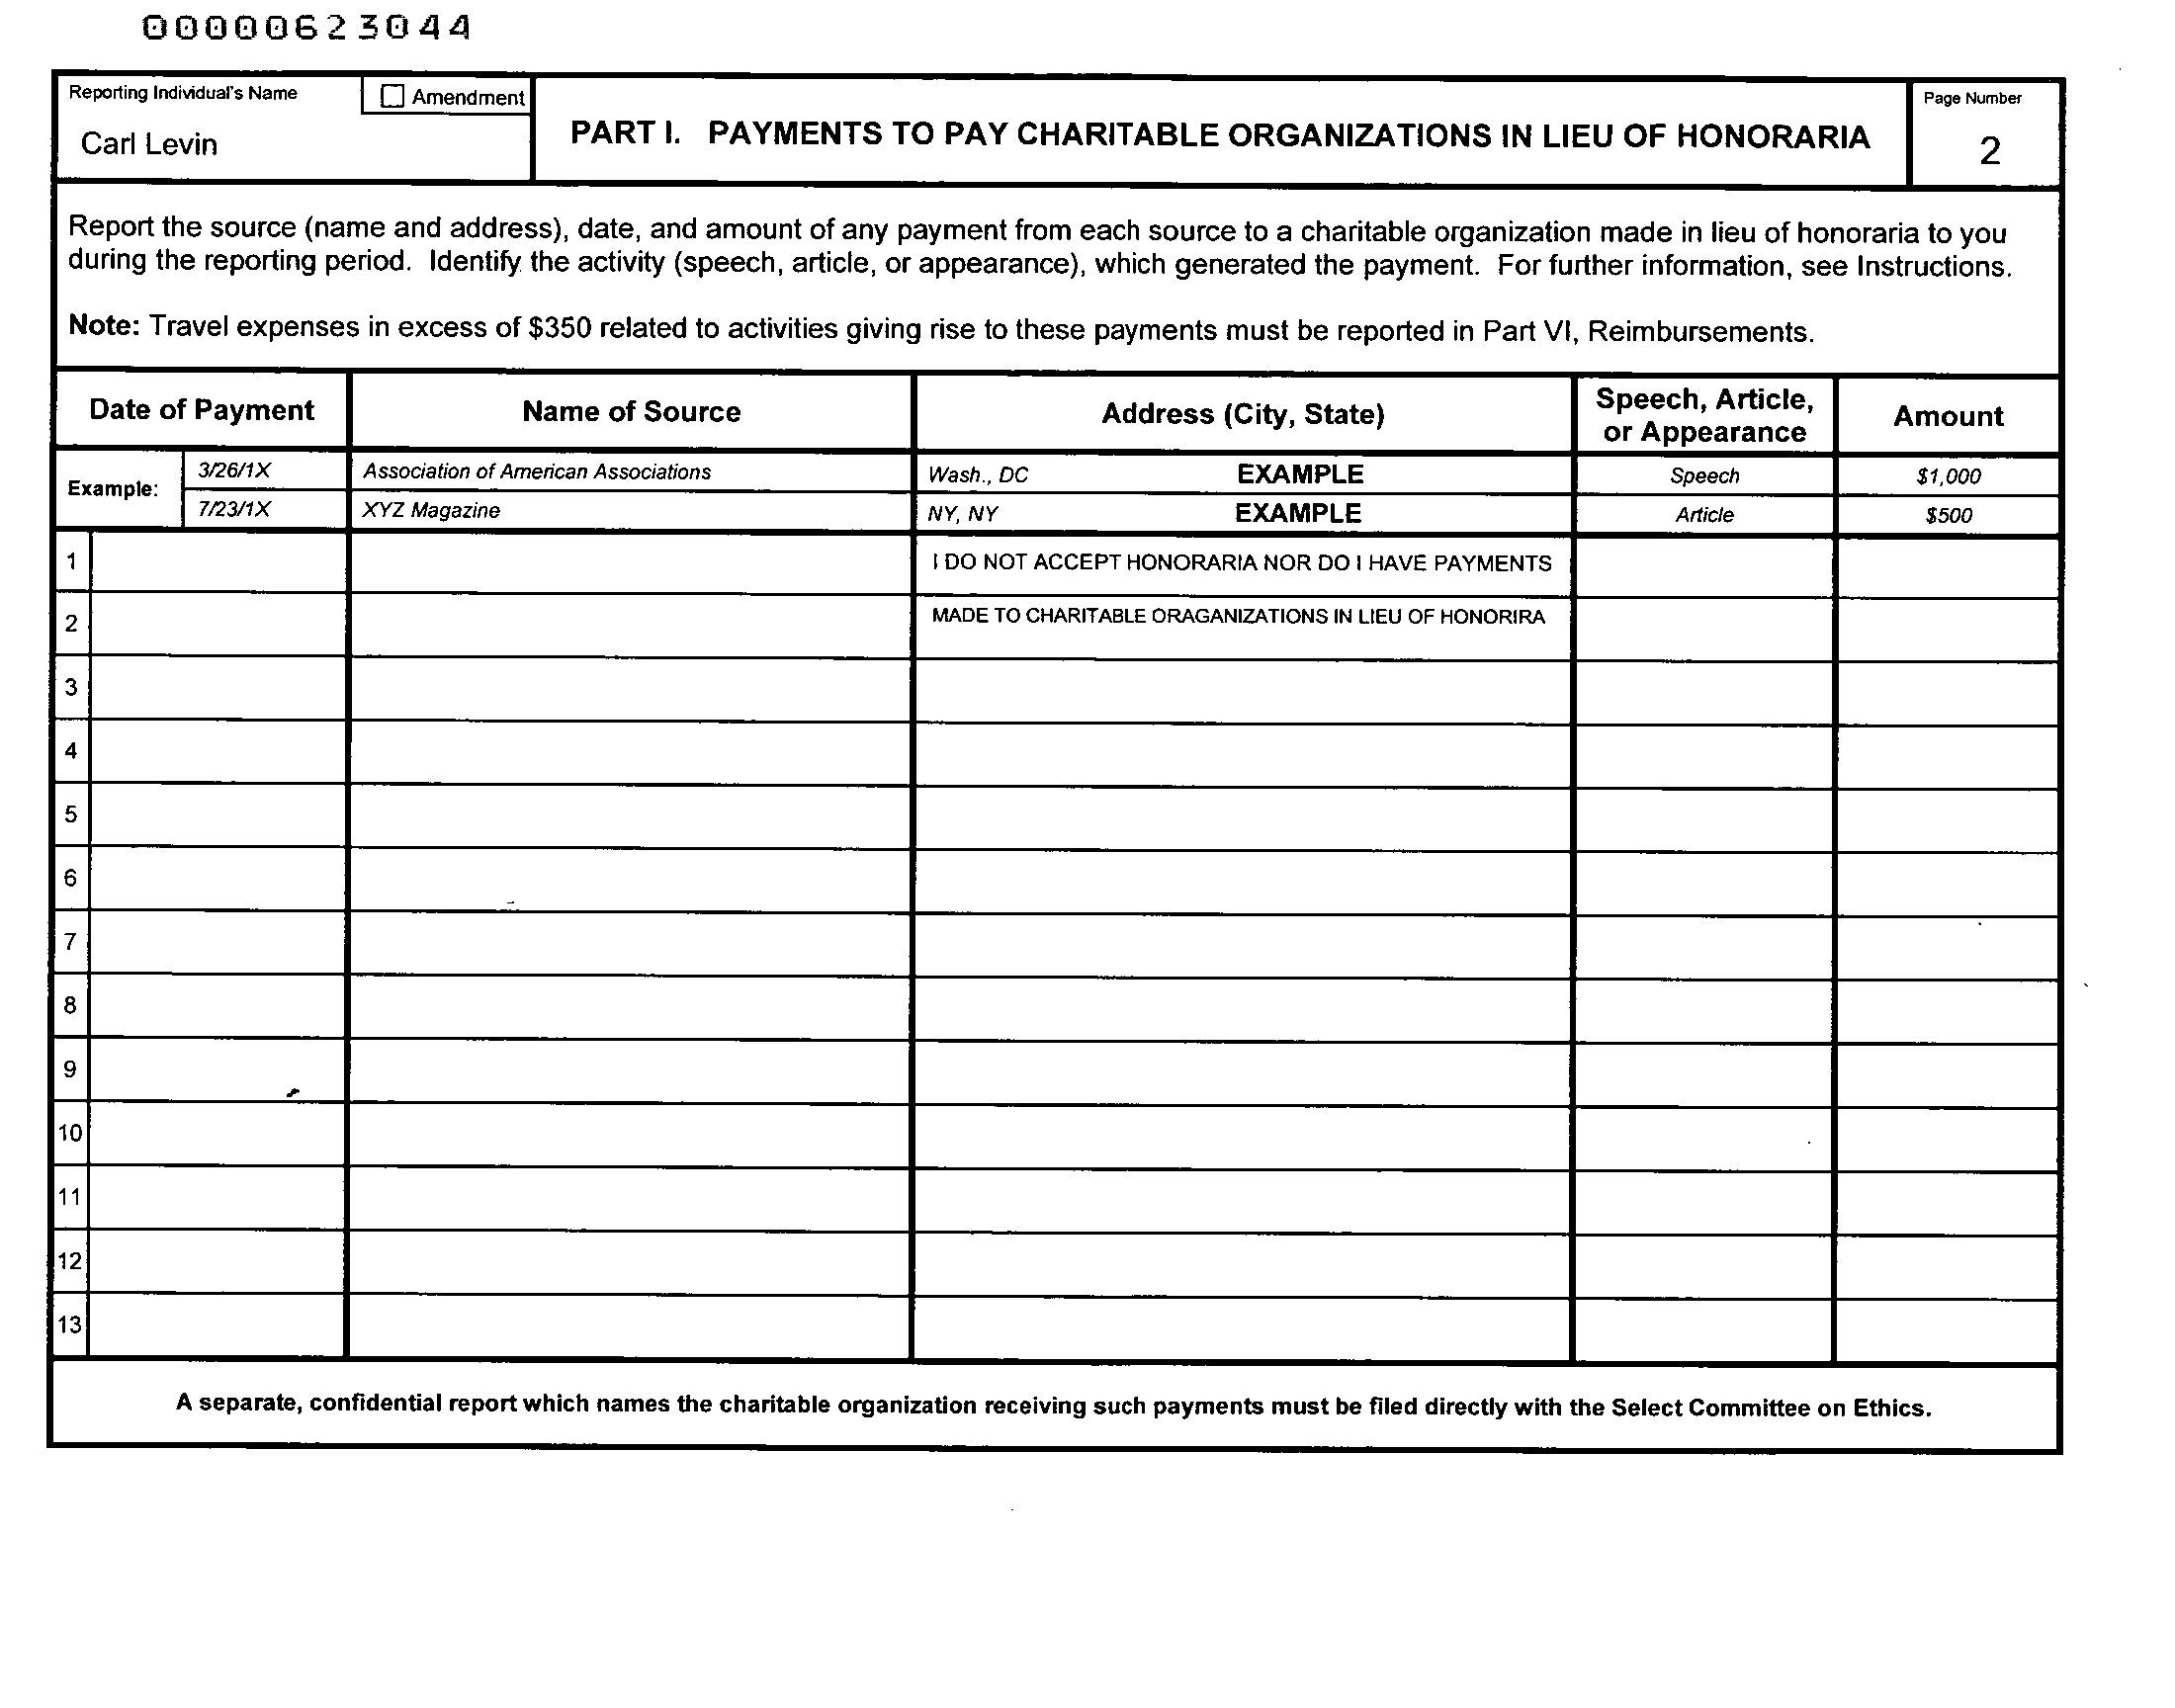 00000623044
Reporting Individual's Name
☐ Amendment
Carl Levin
PART I. PAYMENTS TO PAY CHARITABLE ORGANIZATIONS IN LIEU OF HONORARIA
Page Number
2
Report the source (name and address), date, and amount of any payment from each source to a charitable organization made in lieu of honoraria to you
during the reporting period. Identify the activity (speech, article, or appearance), which generated the payment. For further information, see Instructions.
Note: Travel expenses in excess of $350 related to activities giving rise to these payments must be reported in Part VI, Reimbursements.
Date of Payment Name of Source Address (City, State) Speech, Article, or Appearance Amount
Example: 3/26/1X Association of American Associations Wash., DC EXAMPLE Speech $1,000
7/23/1X XYZ Magazine NY, NY EXAMPLE Article $500
1 I DO NOT ACCEPT HONORARIA NOR DO I HAVE PAYMENTS
2 MADE TO CHARITABLE ORAGANIZATIONS IN LIEU OF HONORIRA
3
4
5
6
7
8
9
10
11
12
13
A separate, confidential report which names the charitable organization receiving such payments must be filed directly with the Select Committee on Ethics.